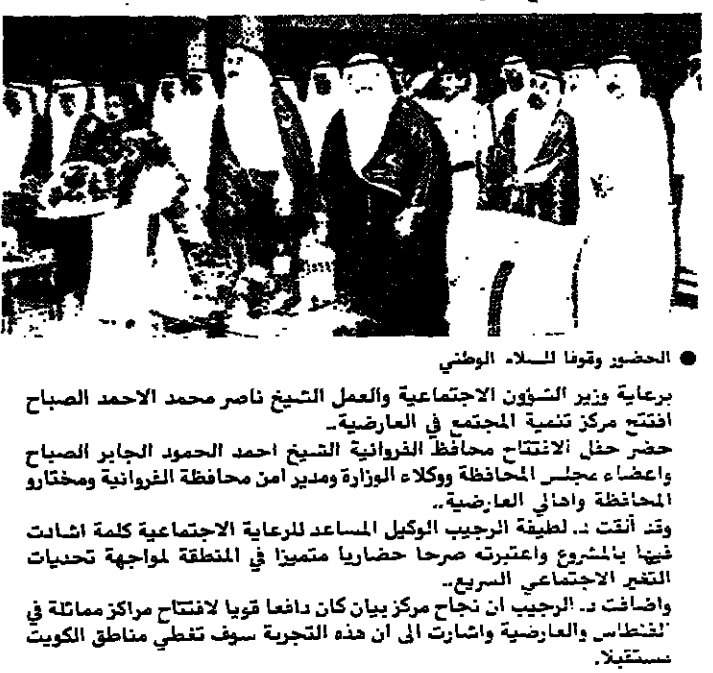 ● الحضور وقوفا للسلام الوطني
برعاية وزير الشؤون الاجتماعية والعمل الشيخ ناصر محمد الاحمد الصباح
افتتح مركز تنمية المجتمع في العارضية..
حضر حفل الافتتاح محافظ الفروانية الشيخ احمد الحمود الجابر الصباح
واعضاء مجلس المحافظة ووكلاء الوزارة ومدير امن محافظة الفروانية ومختارو
المحافظة واهالي العارضية..
وقد ألقت د. لطيفة الرجيب الوكيل المساعد للرعاية الاجتماعية كلمة اشادت
فيها بالمشروع واعتبرته صرحا حضاريا متميزا في المنطقة لمواجهة تحديات
التغير الاجتماعي السريع..
واضافت د. الرجيب ان نجاح مركز بيان كان دافعا قويا لافتتاح مراكز مماثلة في
الفنطاس والعارضية واشارت الى ان هذه التجربة سوف تغطي مناطق الكويت
مستقبلا.